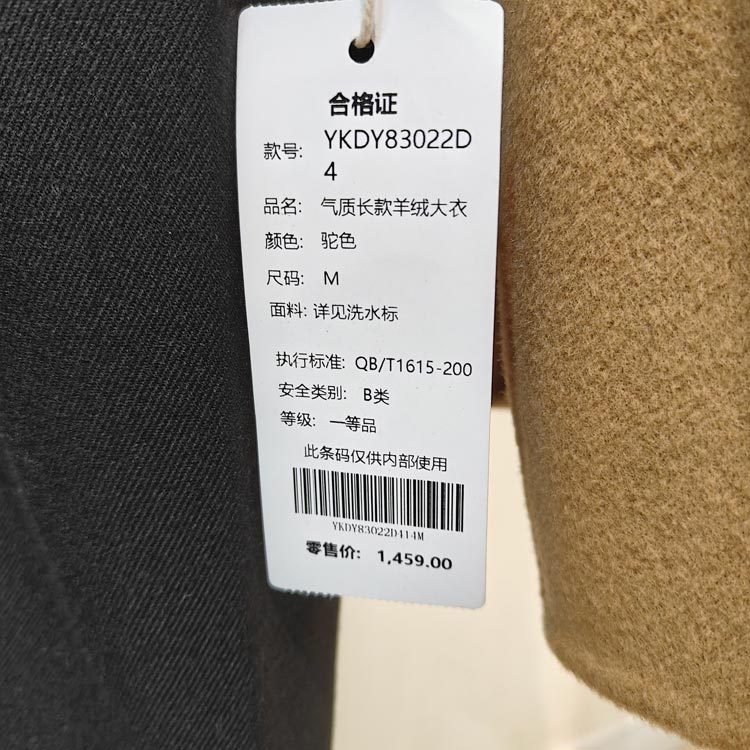 合格证
款号: YKDY83022D
4
品名: 气质长款羊绒大衣
颜色: 驼色
尺码: M
面料: 详见洗水标
执行标准: QB/T1615-200
安全类别: B类
等级: 一等品
此条码仅供内部使用
YKDY83022D414M
零售价: 1,459.00